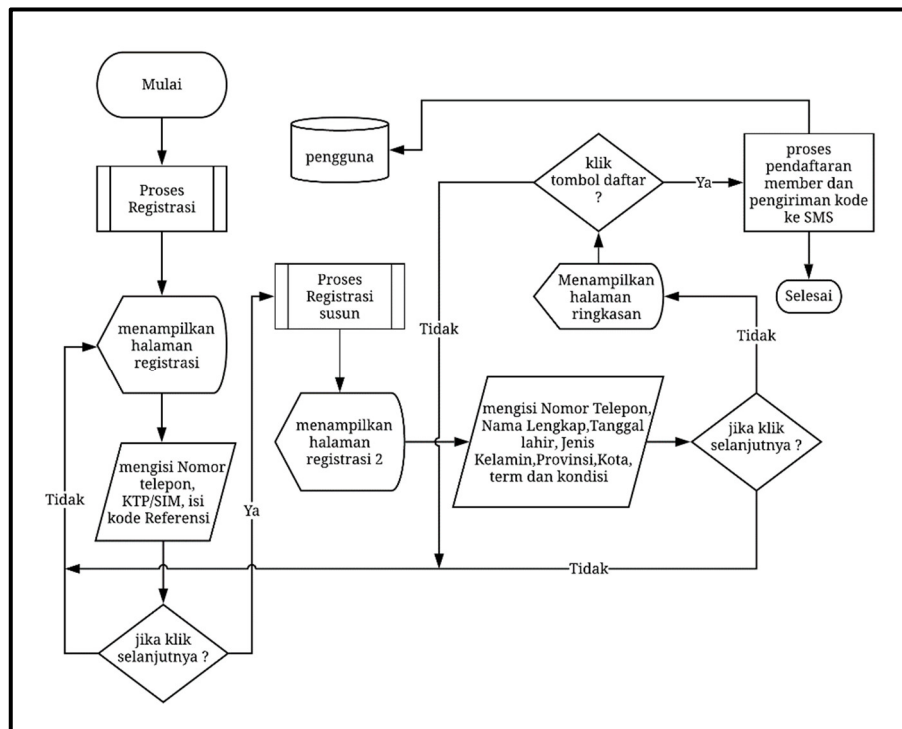 Mulai
Proses
Registrasi
menampilkan
halaman
registrasi
mengisi Nomor
telepon,
KTP/SIM, isi
kode Referensi
Tidak
jika klik
selanjutnya ?
Ya
Proses
Registrasi
susun
menampilkan
halaman
registrasi 2
mengisi Nomor Telepon,
Nama Lengkap,Tanggal
lahir, Jenis
Kelamin,Provinsi,Kota,
term dan kondisi
jika klik
selanjutnya ?
Tidak
Tidak
Menampilkan
halaman
ringkasan
klik
tombol daftar
?
Tidak
Ya
proses
pendaftaran
member dan
pengiriman kode
ke SMS
pengguna
Selesai